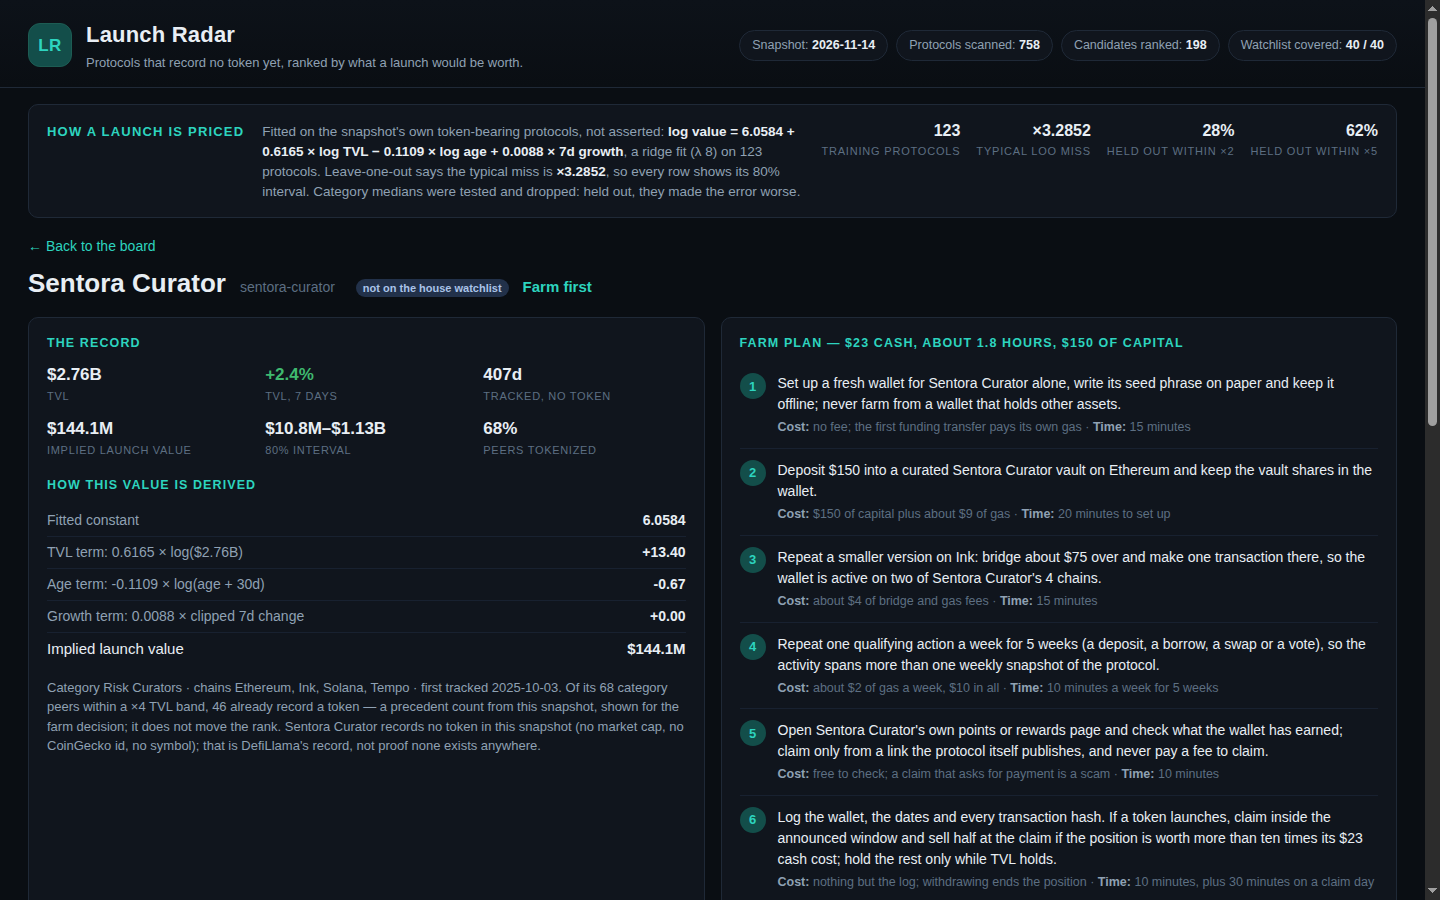 LR
Launch Radar
Protocols that record no token yet, ranked by what a launch would be worth.
Snapshot: 2026-11-14
Protocols scanned: 758
Candidates ranked: 198
Watchlist covered: 40 / 40
HOW A LAUNCH IS PRICED
Fitted on the snapshot's own token-bearing protocols, not asserted: log value = 6.0584 +
0.6165 × log TVL − 0.1109 × log age + 0.0088 × 7d growth, a ridge fit (λ 8) on 123
protocols. Leave-one-out says the typical miss is ×3.2852, so every row shows its 80%
interval. Category medians were tested and dropped: held out, they made the error worse.
123
TRAINING PROTOCOLS
×3.2852
TYPICAL LOO MISS
28%
HELD OUT WITHIN ×2
62%
HELD OUT WITHIN ×5
← Back to the board
Sentora Curator sentora-curator not on the house watchlist Farm first
THE RECORD
$2.76B
TVL
+2.4%
TVL, 7 DAYS
407d
TRACKED, NO TOKEN
$144.1M
IMPLIED LAUNCH VALUE
$10.8M–$1.13B
80% INTERVAL
68%
PEERS TOKENIZED
HOW THIS VALUE IS DERIVED
Fitted constant 6.0584
TVL term: 0.6165 × log($2.76B) +13.40
Age term: -0.1109 × log(age + 30d) -0.67
Growth term: 0.0088 × clipped 7d change +0.00
Implied launch value $144.1M
Category Risk Curators · chains Ethereum, Ink, Solana, Tempo · first tracked 2025-10-03. Of its 68 category
peers within a ×4 TVL band, 46 already record a token — a precedent count from this snapshot, shown for the
farm decision; it does not move the rank. Sentora Curator records no token in this snapshot (no market cap, no
CoinGecko id, no symbol); that is DefiLlama's record, not proof none exists anywhere.
FARM PLAN — $23 CASH, ABOUT 1.8 HOURS, $150 OF CAPITAL
1
Set up a fresh wallet for Sentora Curator alone, write its seed phrase on paper and keep it
offline; never farm from a wallet that holds other assets.
Cost: no fee; the first funding transfer pays its own gas · Time: 15 minutes
2
Deposit $150 into a curated Sentora Curator vault on Ethereum and keep the vault shares in the
wallet.
Cost: $150 of capital plus about $9 of gas · Time: 20 minutes to set up
3
Repeat a smaller version on Ink: bridge about $75 over and make one transaction there, so the
wallet is active on two of Sentora Curator's 4 chains.
Cost: about $4 of bridge and gas fees · Time: 15 minutes
4
Repeat one qualifying action a week for 5 weeks (a deposit, a borrow, a swap or a vote), so the
activity spans more than one weekly snapshot of the protocol.
Cost: about $2 of gas a week, $10 in all · Time: 10 minutes a week for 5 weeks
5
Open Sentora Curator's own points or rewards page and check what the wallet has earned;
claim only from a link the protocol itself publishes, and never pay a fee to claim.
Cost: free to check; a claim that asks for payment is a scam · Time: 10 minutes
6
Log the wallet, the dates and every transaction hash. If a token launches, claim inside the
announced window and sell half at the claim if the position is worth more than ten times its $23
cash cost; hold the rest only while TVL holds.
Cost: nothing but the log; withdrawing ends the position · Time: 10 minutes, plus 30 minutes on a claim day